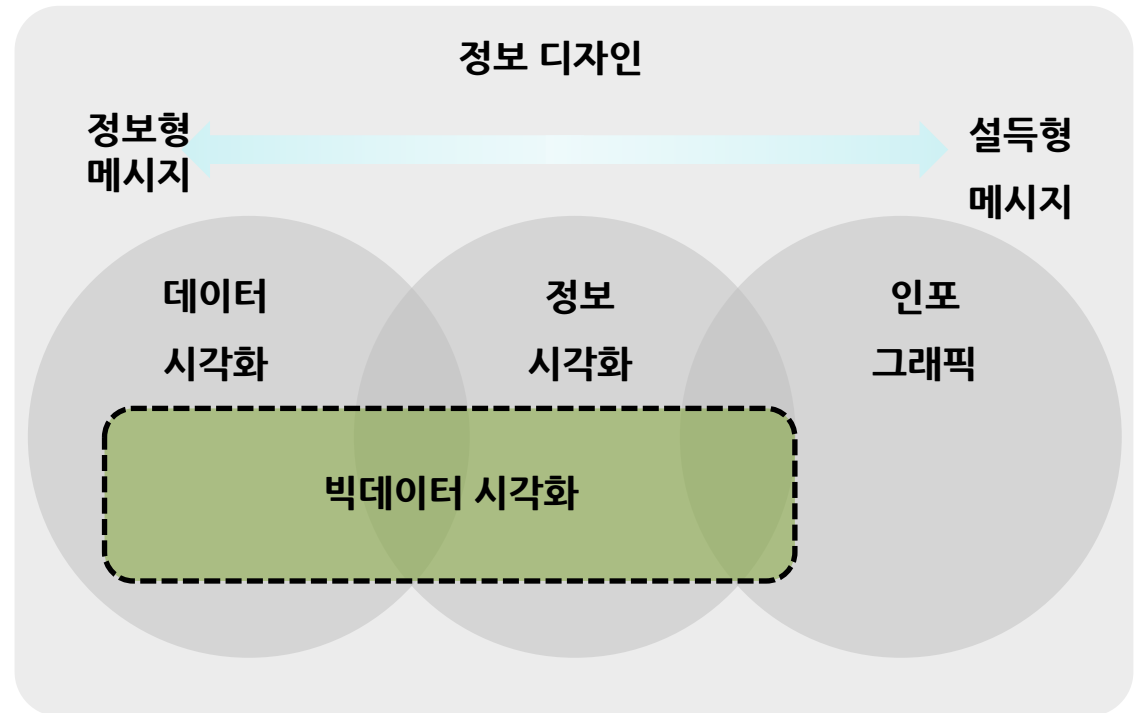 정보 디자인
정보형
메시지
설득형
메시지
데이터
시각화
정보
시각화
인포
그래픽
빅데이터 시각화